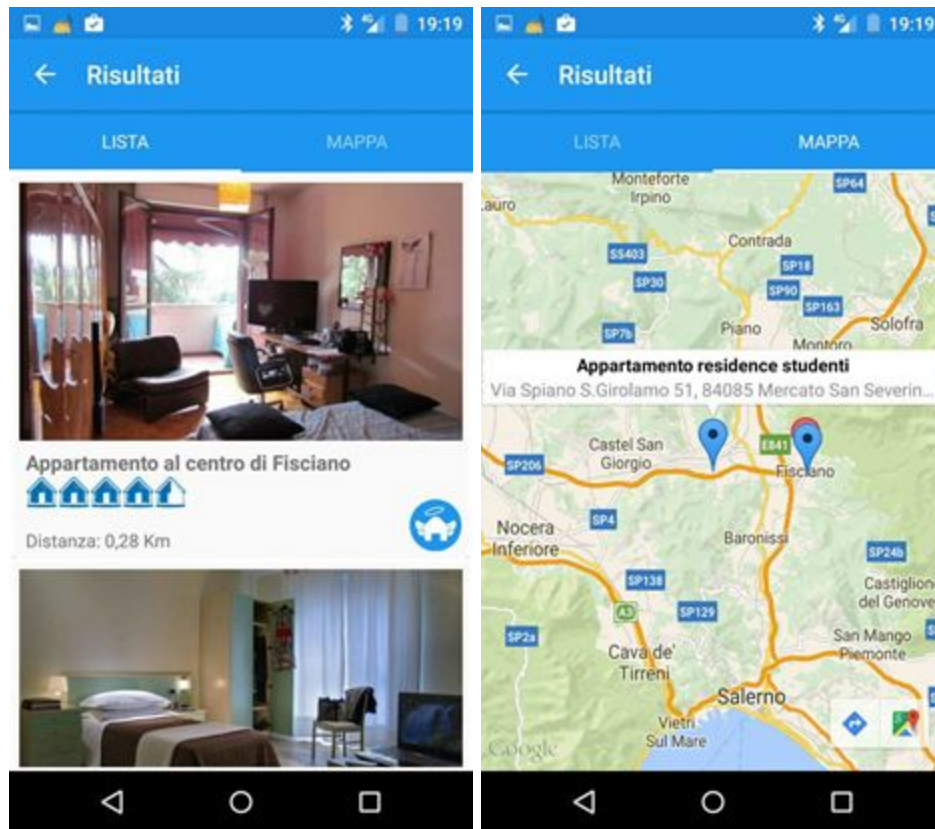 19:19
Risultati
LISTA MAPPA
Appartamento al centro di Fisciano
Distanza: 0,28 Km
19:19
Risultati
LISTA MAPPA
Monteforte
Irpino
SP64
auro
Contrada
SS403
SP18
SP30
SP90
SP163
SP7b
Piano
Solofra
Montoro
Appartamento residence studenti
Via Spiano S.Girolamo 51, 84085 Mercato San Severin...
Castel San
Giorgio
E841
SP206
Fisciano
Nocera
Inferiore
SP4
Baronissi
SP24b
SP138
Castiglion
del Genove
A3
SP129
SP2a
San Mango
Piemonte
Cava de'
Tirreni
Salerno
Vietri
Sul Mare
Google